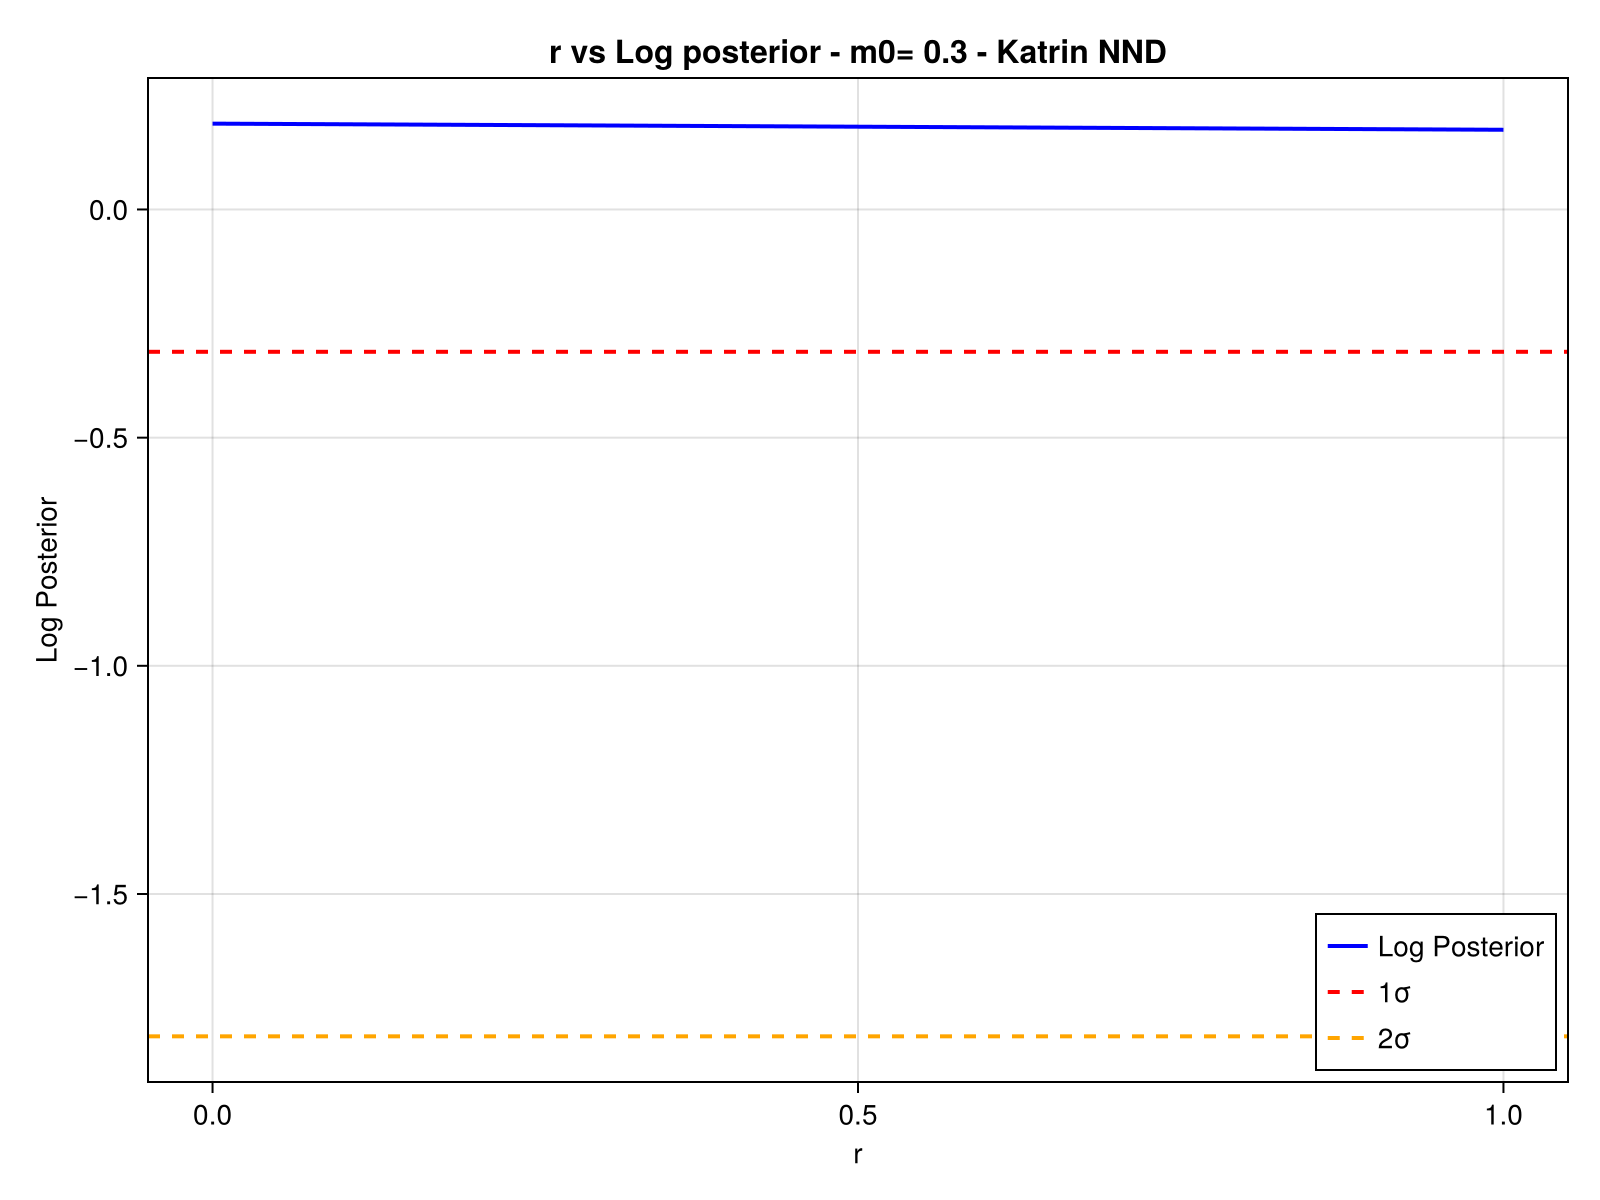 r vs Log posterior - m0= 0.3 - Katrin NND
Log Posterior
0.0
−0.5
−1.0
−1.5
Log Posterior
1σ
2σ
0.0 0.5 1.0
r